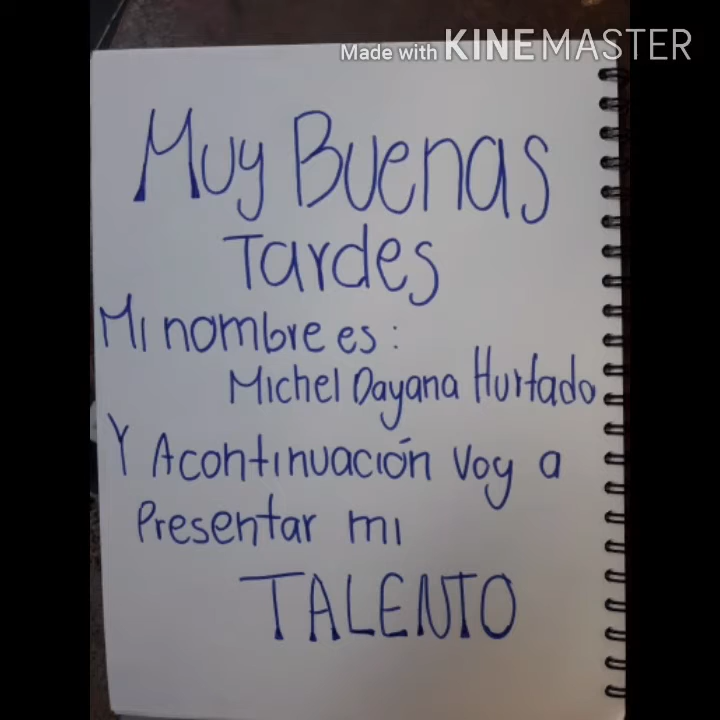 Made with KINEMASTER
Muy Buenas
Tardes
Mi nombre es:
Michel Dayana Hurtado
Y Acontinuación voy a
Presentar mi
TALENTO